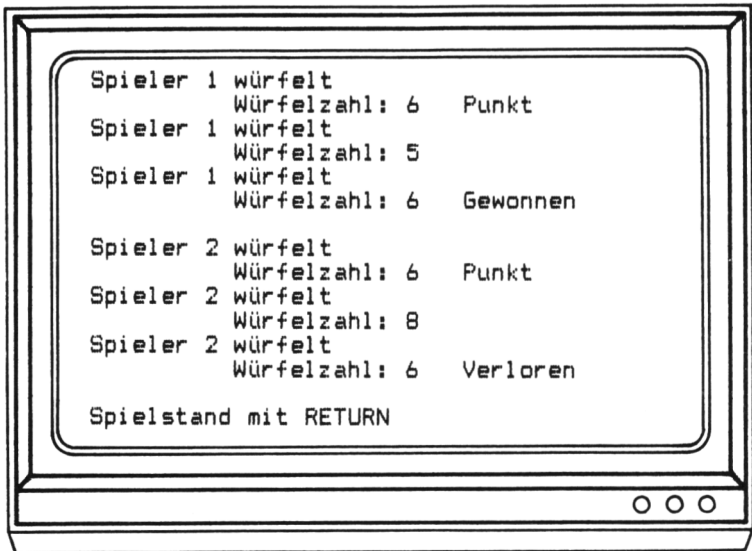 Spieler 1 würfelt
Würfelzahl: 6 Punkt
Spieler 1 würfelt
Würfelzahl: 5
Spieler 1 würfelt
Würfelzahl: 6 Gewonnen
Spieler 2 würfelt
Würfelzahl: 6 Punkt
Spieler 2 würfelt
Würfelzahl: 8
Spieler 2 würfelt
Würfelzahl: 6 Verloren
Spielstand mit RETURN